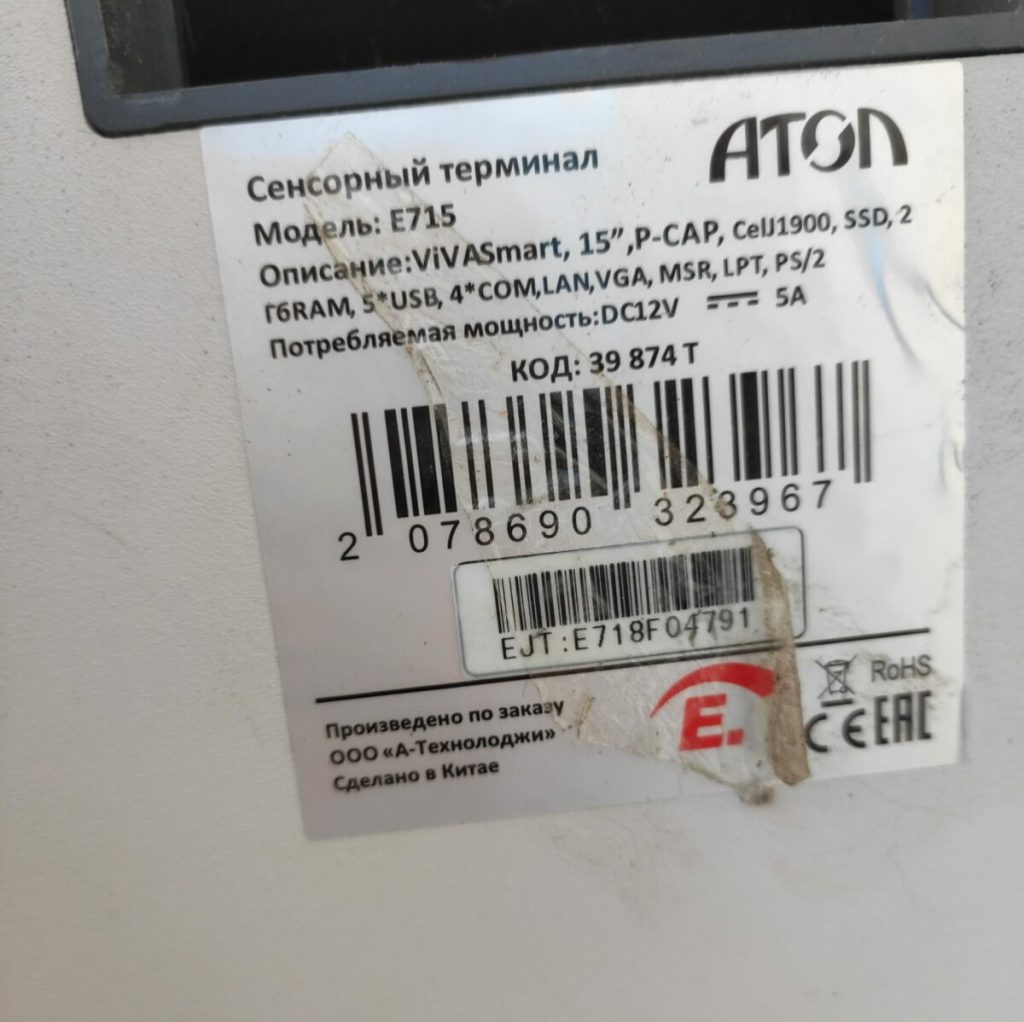 АТОЛ
Сенсорный терминал
Модель: E715
Описание:ViVASmart, 15”,P-CAP, CelJ1900, SSD, 2
ГбRAM, 5*USB, 4*COM,LAN,VGA, MSR, LPT, PS/2
Потребляемая мощность:DC12V 5A
КОД: 39 874 T
2 078690 323967
EJT:E718F04791
RoHS
E.
CE EAC
Произведено по заказу
ООО «А-Технолоджи»
Сделано в Китае